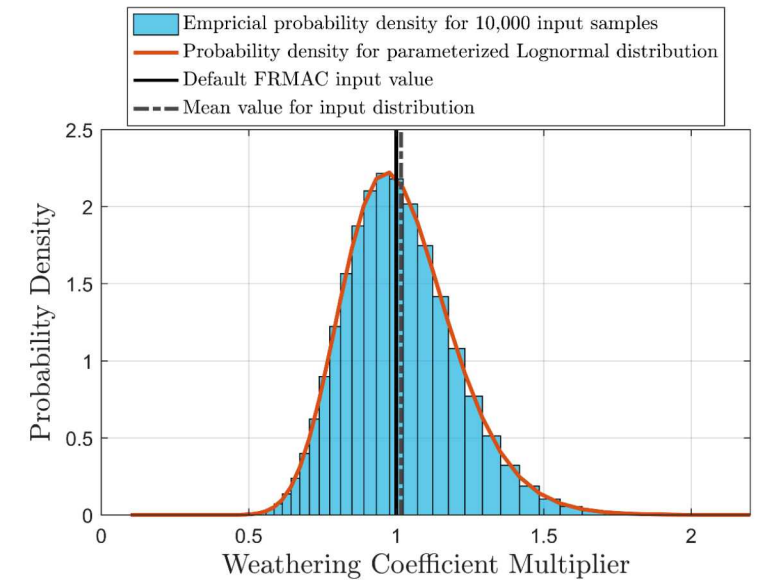 Empricial probability density for 10,000 input samples
Probability density for parameterized Lognormal distribution
Default FRMAC input value
Mean value for input distribution
2.5
2
1.5
1
0.5
0
Probability Density
0 0.5 1 1.5 2
Weathering Coefficient Multiplier